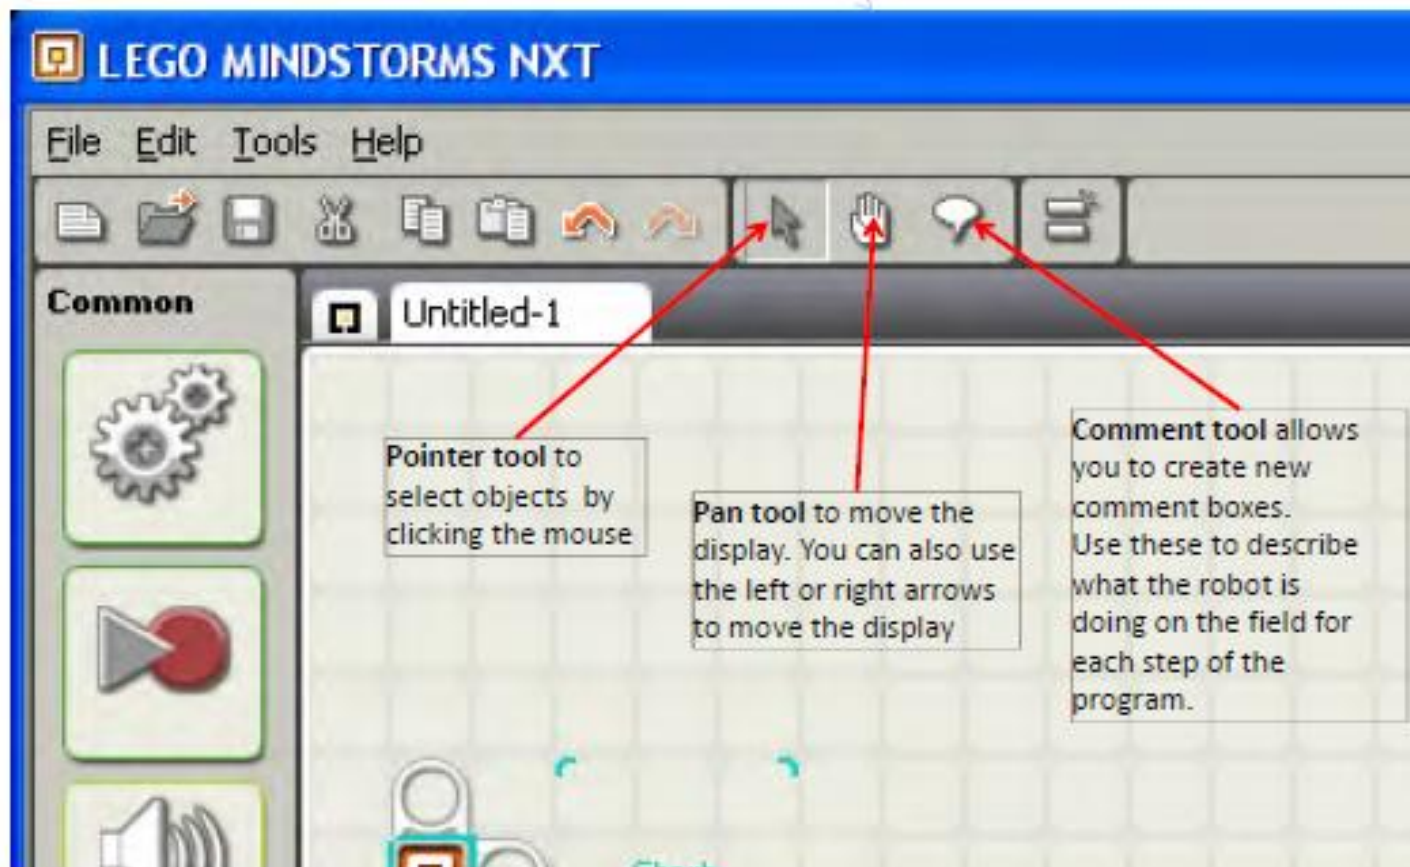 LEGO MINDSTORMS NXT
File Edit Tools Help
Common
Untitled-1
Pointer tool to
select objects by
clicking the mouse
Pan tool to move the
display. You can also use
the left or right arrows
to move the display
Comment tool allows
you to create new
comment boxes.
Use these to describe
what the robot is
doing on the field for
each step of the
program.